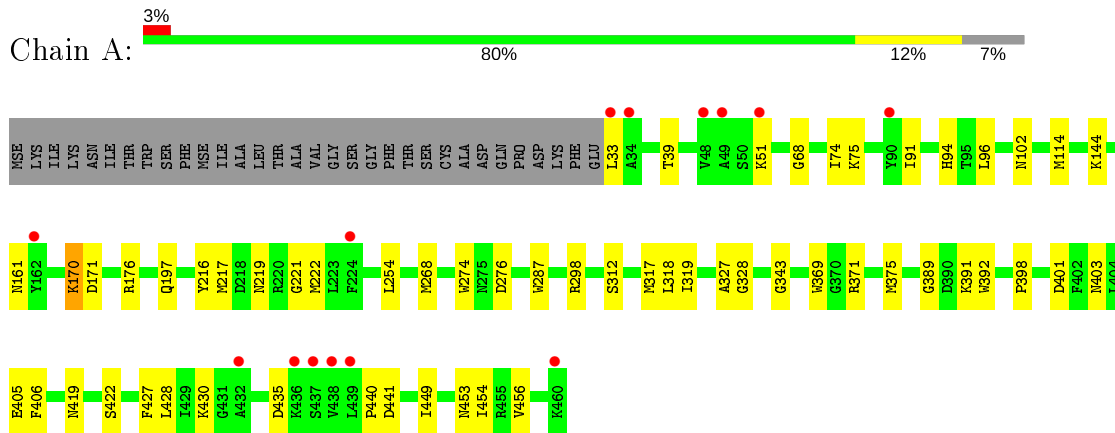 3%
Chain A:
80% 12% 7%
MSE LYS ILE LYS ASN ILE THR TRP SER PHE MSE ILE ALA LEU THR ALA VAL GLY SER GLY PHE THR SER CYS ALA ASP GLN PRO ASP LYS PHE GLU L33 A34 T39 V48 A49 S50 K51 G68 I74 K75 Y90 I91 H94 T95 L96 N102 M114 K144
N161 Y162 K170 D171 R176 Q197 Y216 M217 D218 N219 R220 G221 M222 L223 F224 L254 M268 W274 N275 D276 W287 R298 S312 M317 L318 I319 A327 G328 G343 W369 G370 R371 M375 G389 D390 K391 W392 P398 D401 F402 N403 L404
E405 F406 N419 S422 F427 L428 I429 K430 G431 A432 D435 K436 S437 V438 L439 P440 D441 I449 N453 I454 R455 V456 K460